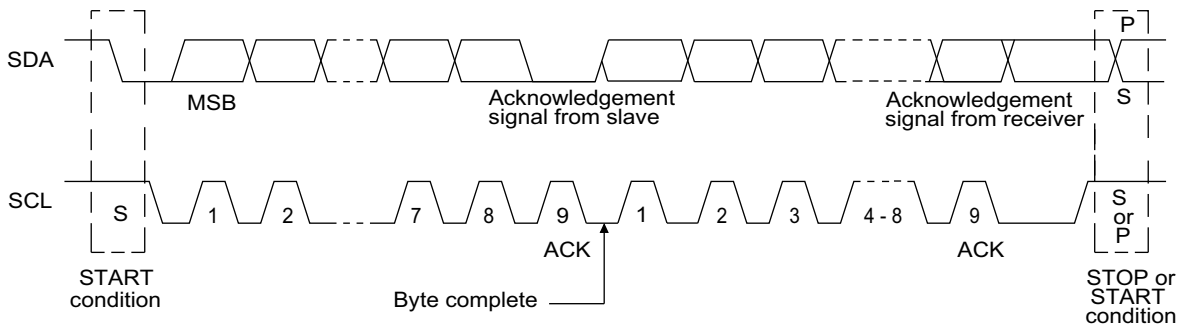 P
SDA
MSB
Acknowledgement
signal from slave
Acknowledgement
signal from receiver
S
SCL
S
1
2
7
8
9
1
2
3
4 - 8
9
S
or
P
ACK
ACK
START
condition
Byte complete
STOP or
START
condition